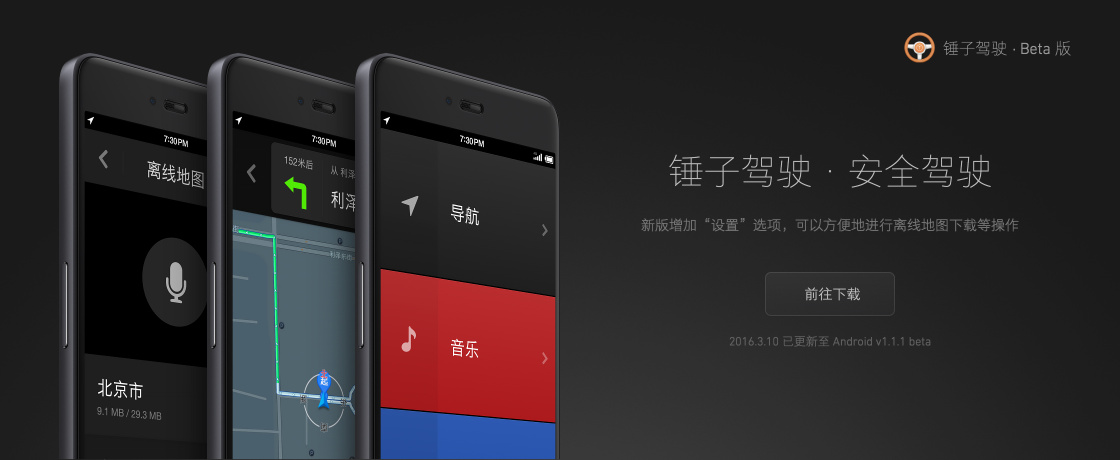 锤子驾驶 · Beta 版
7:30PM
离线地图
北京市
9.1 MB / 29.3 MB
7:30PM
152米后
从 利泽
利泽
7:30PM
导航
音乐
起
锤子驾驶 · 安全驾驶
新版增加“设置”选项，可以方便地进行离线地图下载等操作
前往下载
2016.3.10 已更新至 Android v1.1.1 beta